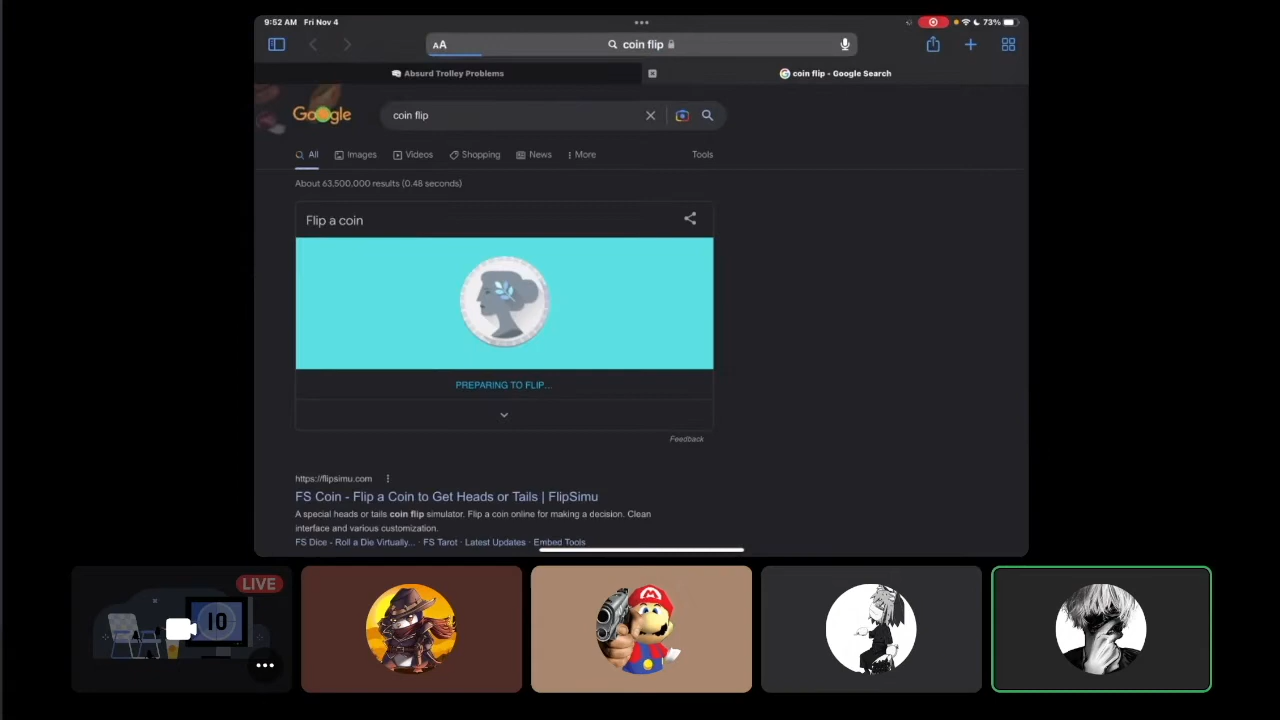 9:52 AM Fri Nov 4
73%
AA
coin flip
Absurd Trolley Problems
coin flip - Google Search
Google
coin flip
All
Images
Videos
Shopping
News
More
Tools
About 63,500,000 results (0.48 seconds)
Flip a coin
PREPARING TO FLIP...
Feedback
https://flipsimu.com
FS Coin - Flip a Coin to Get Heads or Tails | FlipSimu
A special heads or tails coin flip simulator. Flip a coin online for making a decision. Clean
interface and various customization.
FS Dice - Roll a Die Virtually... · FS Tarot · Latest Updates · Embed Tools
LIVE
10
M